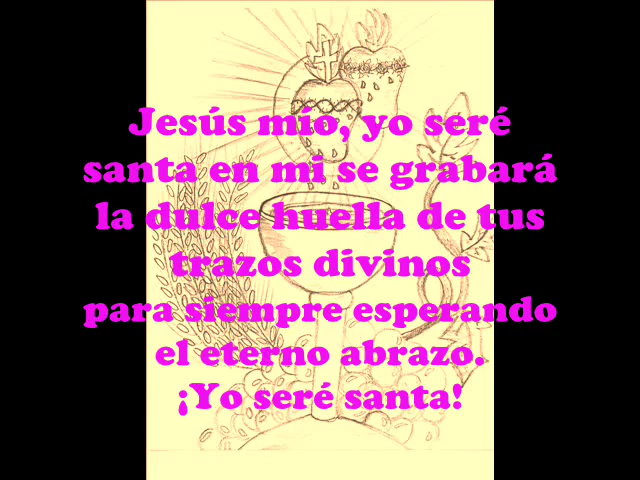 Jesús mío, yo seré
santa en mi se grabará
la dulce huella de tus
trazos divinos
para siempre esperando
el eterno abrazo.
¡Yo seré santa!